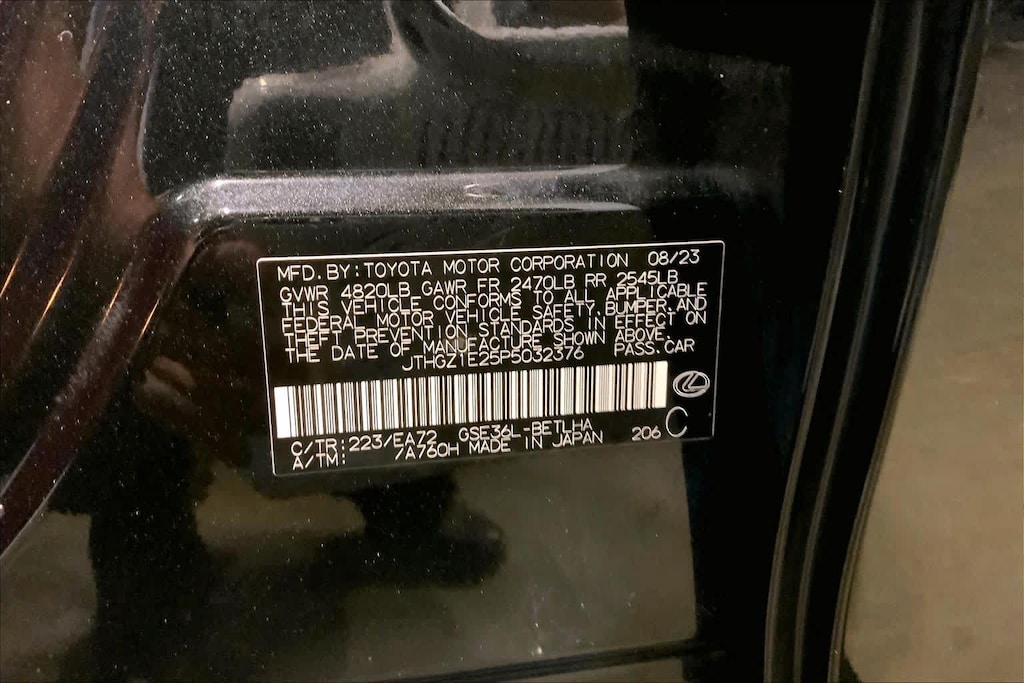 MFD. BY: TOYOTA MOTOR CORPORATION 08/23
GVWR 4820LB GAWR FR 2470LB RR 2545LB
THIS VEHICLE CONFORMS TO ALL APPLICABLE
FEDERAL MOTOR VEHICLE SAFETY, BUMPER, AND
THEFT PREVENTION STANDARDS IN EFFECT ON
THE DATE OF MANUFACTURE SHOWN ABOVE.
JTHGZ1E25P5032376 PASS. CAR
C/TR: 223/EA72 GSE36L-BETLHA 206 C
A/TM: /A760H MADE IN JAPAN